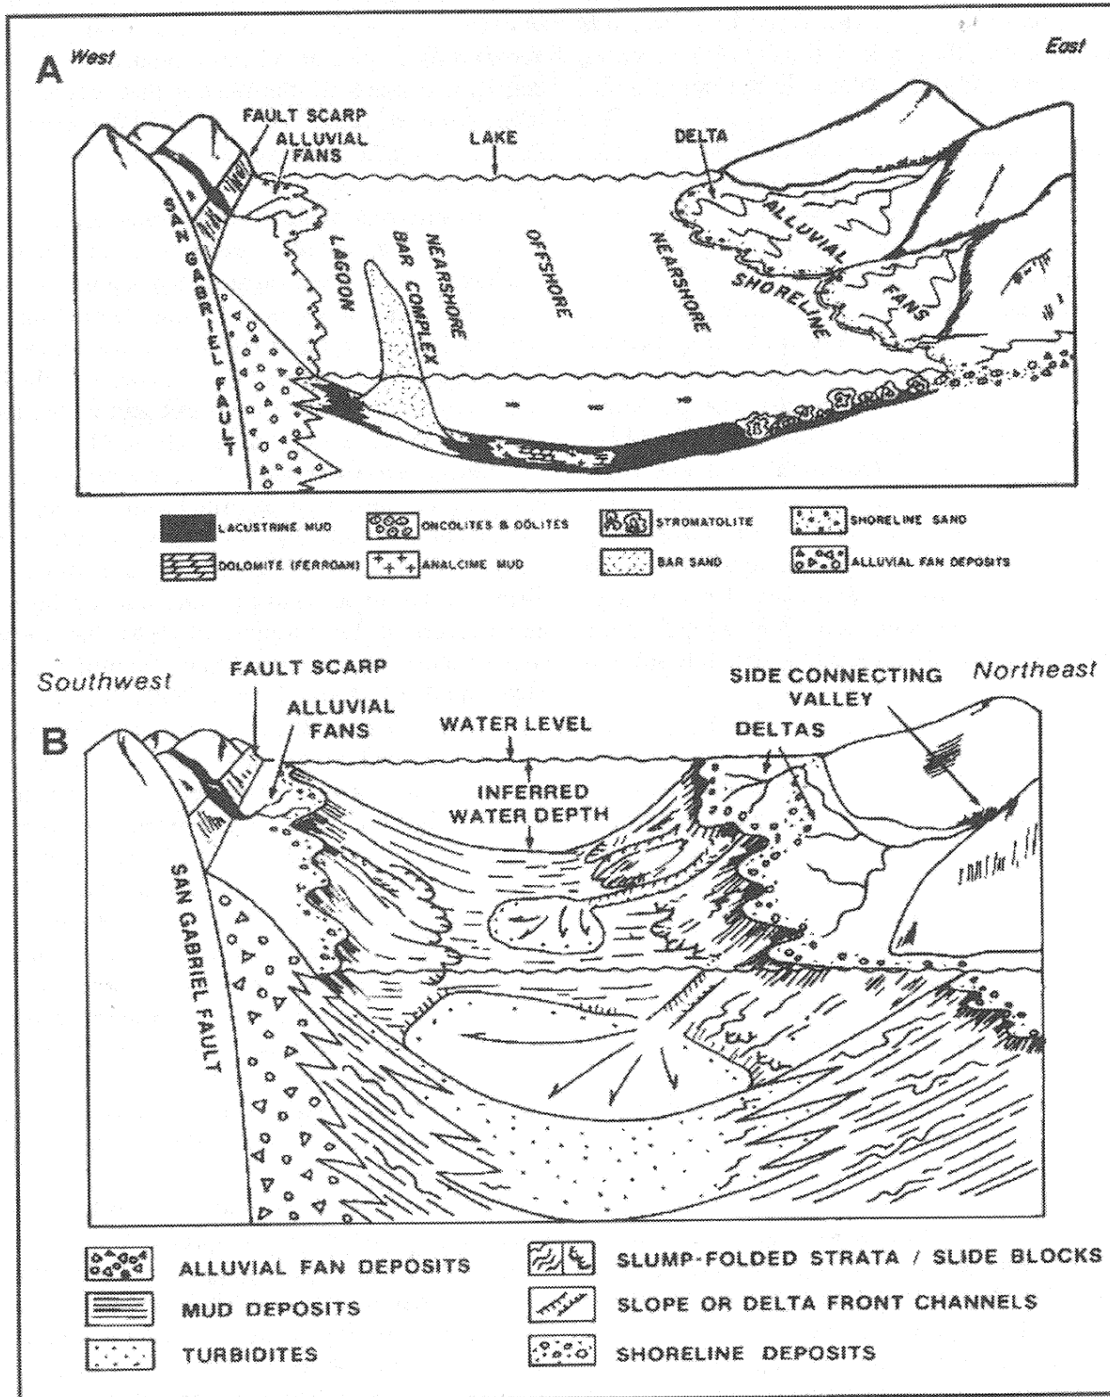 A
West
East
FAULT SCARP
ALLUVIAL
FANS
LAKE
DELTA
SAN GABRIEL FAULT
LAGOON
BAR COMPLEX
NEARSHORE
OFFSHORE
NEARSHORE
SHORELINE
ALLUVIAL
FANS
LACUSTRINE MUD
ONCOLITES & OÖLITES
STROMATOLITE
SHORELINE SAND
DOLOMITE (FERROAN)
ANALCIME MUD
BAR SAND
ALLUVIAL FAN DEPOSITS
B
Southwest
Northeast
FAULT SCARP
ALLUVIAL
FANS
WATER LEVEL
INFERRED
WATER DEPTH
SIDE CONNECTING
VALLEY
DELTAS
SAN GABRIEL FAULT
ALLUVIAL FAN DEPOSITS
SLUMP-FOLDED STRATA / SLIDE BLOCKS
MUD DEPOSITS
SLOPE OR DELTA FRONT CHANNELS
TURBIDITES
SHORELINE DEPOSITS